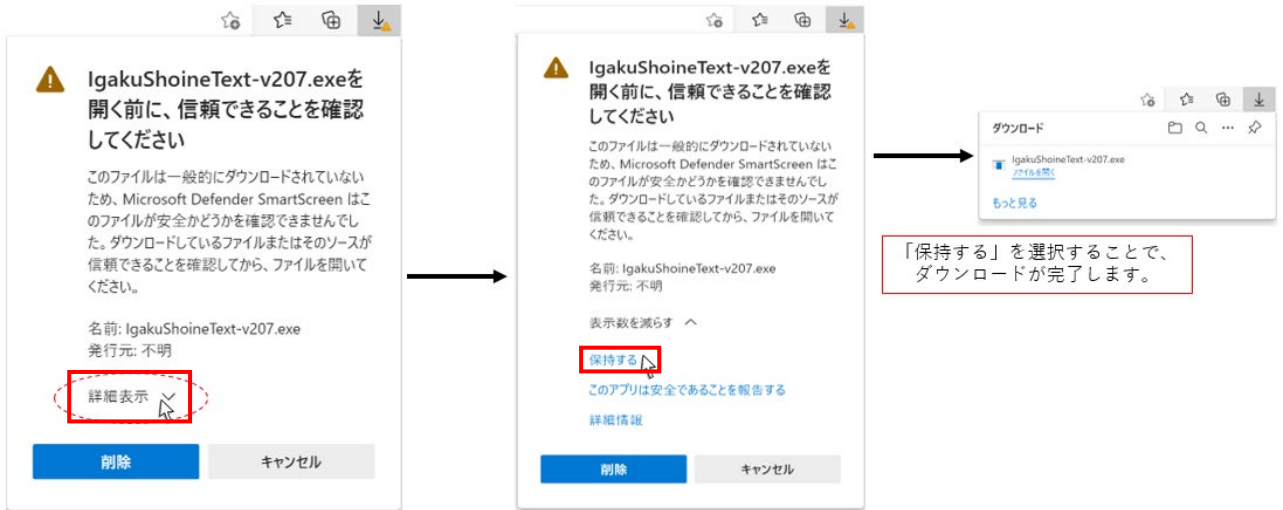 IgakuShoineText-v207.exeを
開く前に、信頼できることを確認
してください
このファイルは一般的にダウンロードされていない
ため、Microsoft Defender SmartScreen はこ
のファイルが安全かどうかを確認できませんでし
た。ダウンロードしているファイルまたはそのソースが
信頼できることを確認してから、ファイルを開いて
ください。
名前: IgakuShoineText-v207.exe
発行元: 不明
詳細表示
削除
キャンセル
IgakuShoineText-v207.exeを
開く前に、信頼できることを確認
してください
このファイルは一般的にダウンロードされていない
ため、Microsoft Defender SmartScreen はこ
のファイルが安全かどうかを確認できませんでし
た。ダウンロードしているファイルまたはそのソースが
信頼できることを確認してから、ファイルを開いて
ください。
名前: IgakuShoineText-v207.exe
発行元: 不明
表示数を減らす
保持する
このアプリは安全であることを報告する
詳細情報
削除
キャンセル
ダウンロード
IgakuShoineText-v207.exe
ファイルを開く
もっと見る
「保持する」を選択することで、
ダウンロードが完了します。